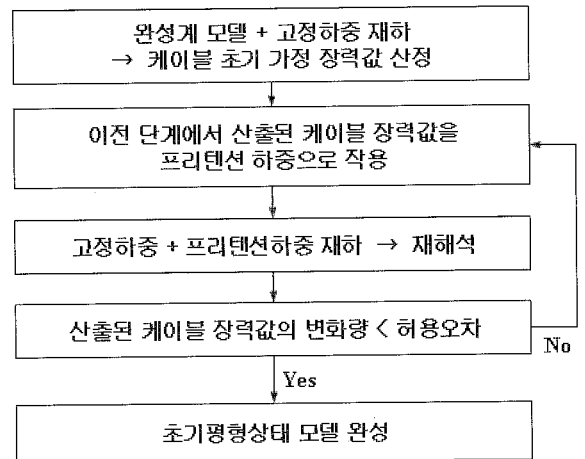 완성계 모델 + 고정하중 재하
→ 케이블 초기 가정 장력값 산정
이전 단계에서 산출된 케이블 장력값을
프리텐션 하중으로 작용
고정하중 + 프리텐션하중 재하 → 재해석
산출된 케이블 장력값의 변화량 < 허용오차
No
Yes
초기평형상태 모델 완성